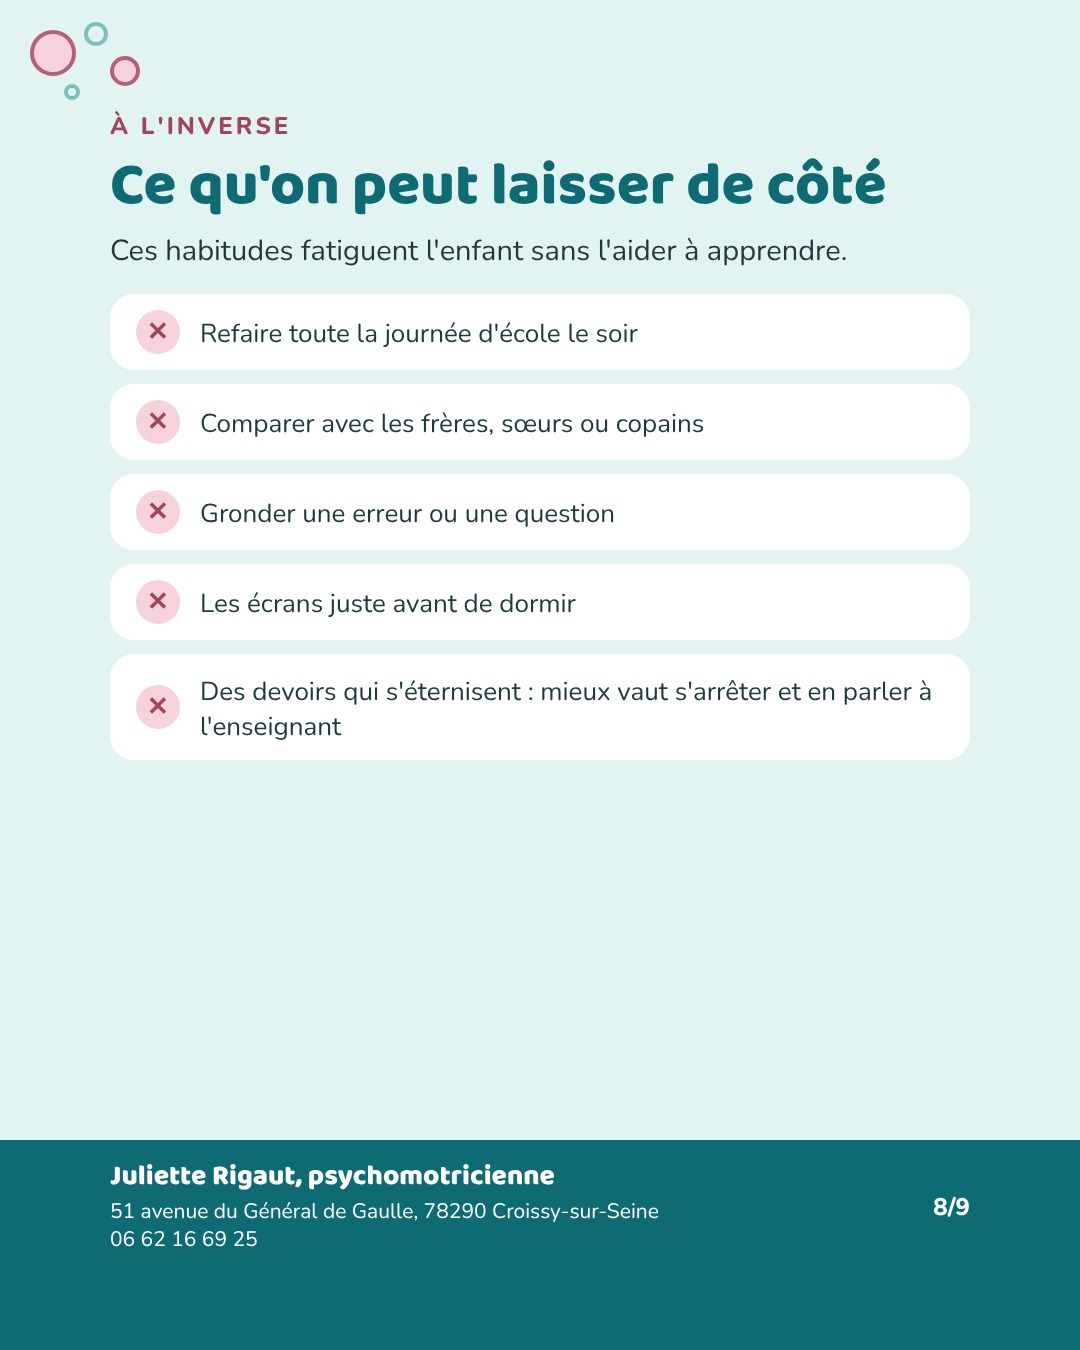 À L'INVERSE
Ce qu'on peut laisser de côté
Ces habitudes fatiguent l'enfant sans l'aider à apprendre.
Refaire toute la journée d'école le soir
Comparer avec les frères, sœurs ou copains
Gronder une erreur ou une question
Les écrans juste avant de dormir
Des devoirs qui s'éternisent : mieux vaut s'arrêter et en parler à
l'enseignant
Juliette Rigaut, psychomotricienne
51 avenue du Général de Gaulle, 78290 Croissy-sur-Seine
06 62 16 69 25
8/9